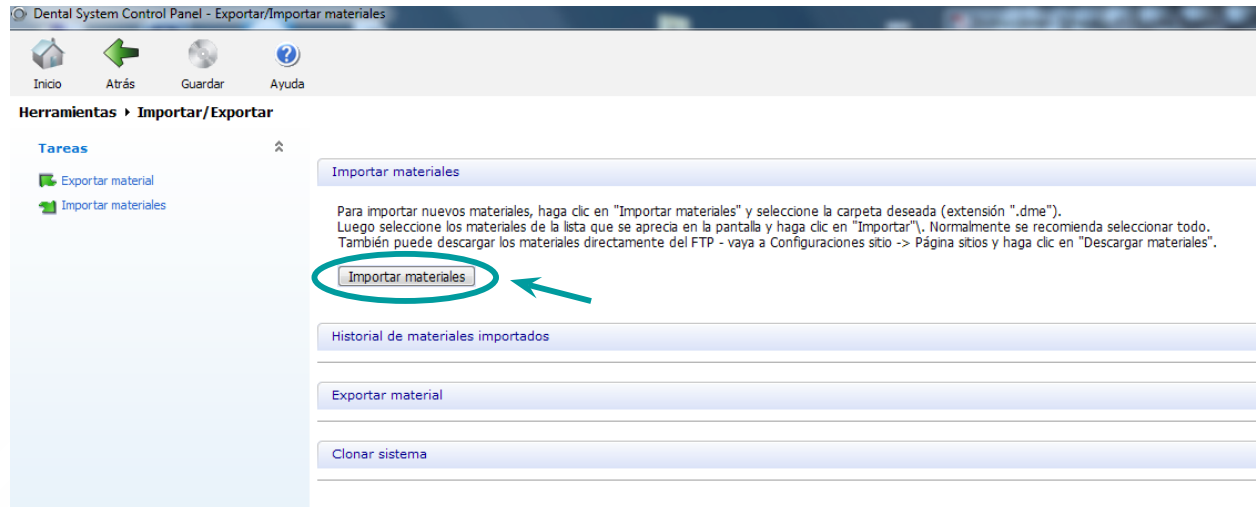 Dental System Control Panel - Exportar/Importar materiales
Inicio Atrás Guardar Ayuda
Herramientas ▸ Importar/Exportar
Tareas
Exportar material
Importar materiales
Importar materiales
Para importar nuevos materiales, haga clic en "Importar materiales" y seleccione la carpeta deseada (extensión ".dme").
Luego seleccione los materiales de la lista que se aprecia en la pantalla y haga clic en "Importar"\. Normalmente se recomienda seleccionar todo.
También puede descargar los materiales directamente del FTP - vaya a Configuraciones sitio -> Página sitios y haga clic en "Descargar materiales".
Importar materiales
Historial de materiales importados
Exportar material
Clonar sistema